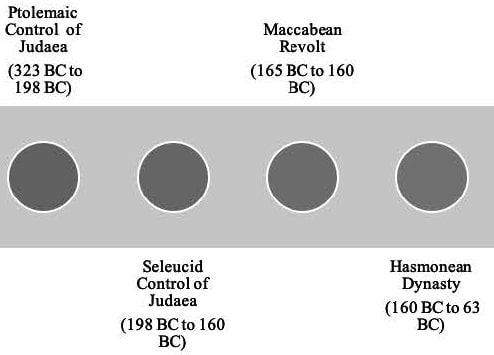 Ptolemaic
Control of
Judaea
(323 BC to
198 BC)
Maccabean
Revolt
(165 BC to 160
BC)
Seleucid
Control of
Judaea
(198 BC to 160
BC)
Hasmonean
Dynasty
(160 BC to 63
BC)